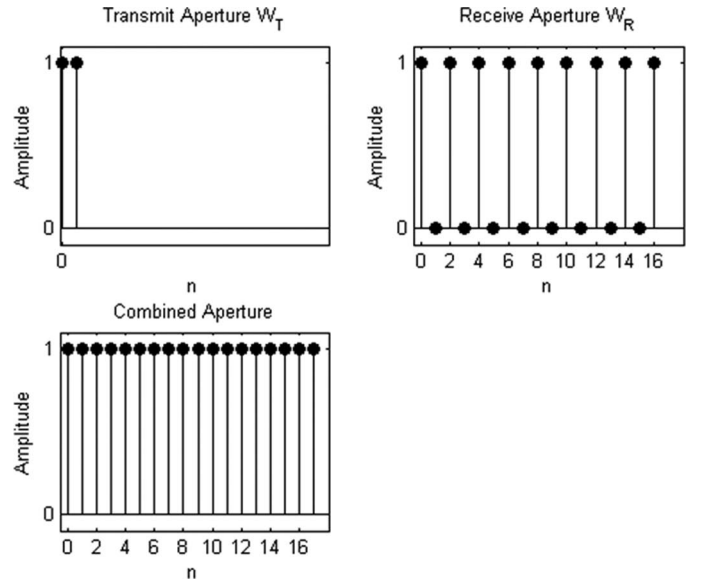 Transmit Aperture W_T
1
Amplitude
0
0
n
Receive Aperture W_R
1
Amplitude
0
0 2 4 6 8 10 12 14 16
n
Combined Aperture
1
Amplitude
0
0 2 4 6 8 10 12 14 16
n